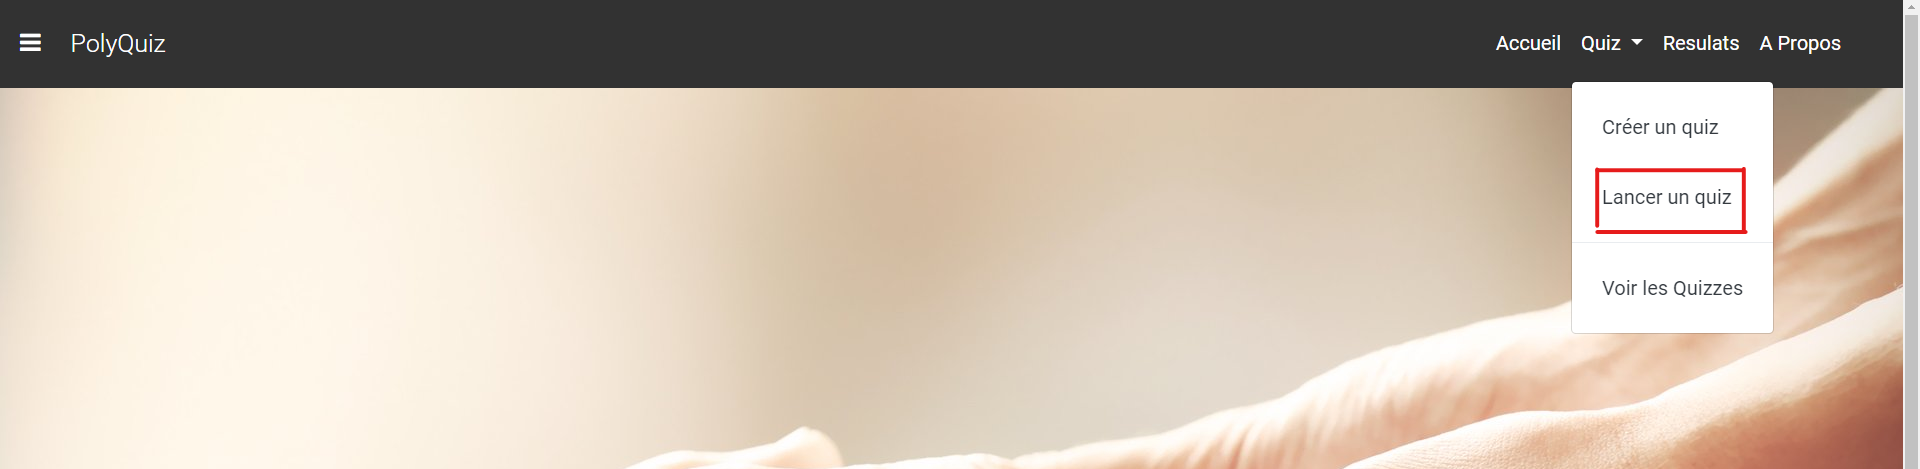 PolyQuiz
Accueil Quiz Resulats A Propos
Créer un quiz
Lancer un quiz
Voir les Quizzes